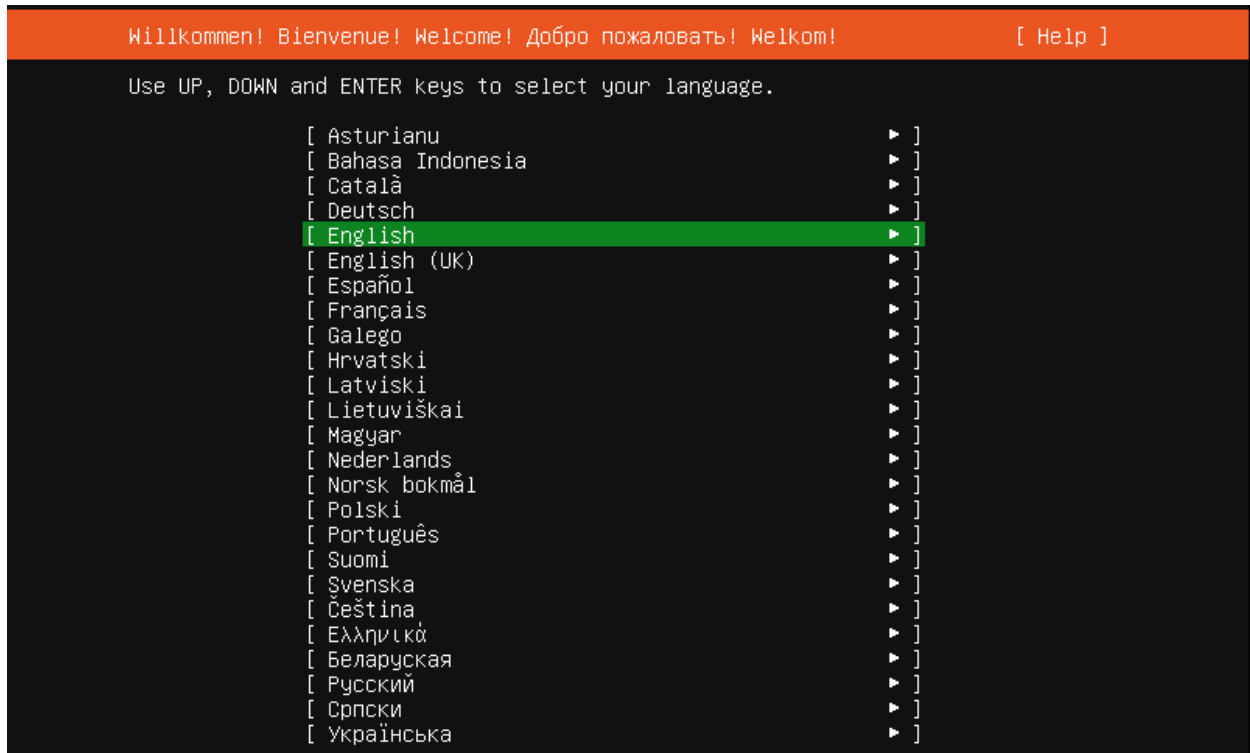 Willkommen! Bienvenue! Welcome! Добро пожаловать! Welkom! [ Help ]
Use UP, DOWN and ENTER keys to select your language.
[ Asturianu ► ]
[ Bahasa Indonesia ► ]
[ Català ► ]
[ Deutsch ► ]
[ English ► ]
[ English (UK) ► ]
[ Español ► ]
[ Français ► ]
[ Galego ► ]
[ Hrvatski ► ]
[ Latviski ► ]
[ Lietuviškai ► ]
[ Magyar ► ]
[ Nederlands ► ]
[ Norsk bokmål ► ]
[ Polski ► ]
[ Português ► ]
[ Suomi ► ]
[ Svenska ► ]
[ Čeština ► ]
[ Ελληνικά ► ]
[ Беларуская ► ]
[ Русский ► ]
[ Српски ► ]
[ Українська ► ]